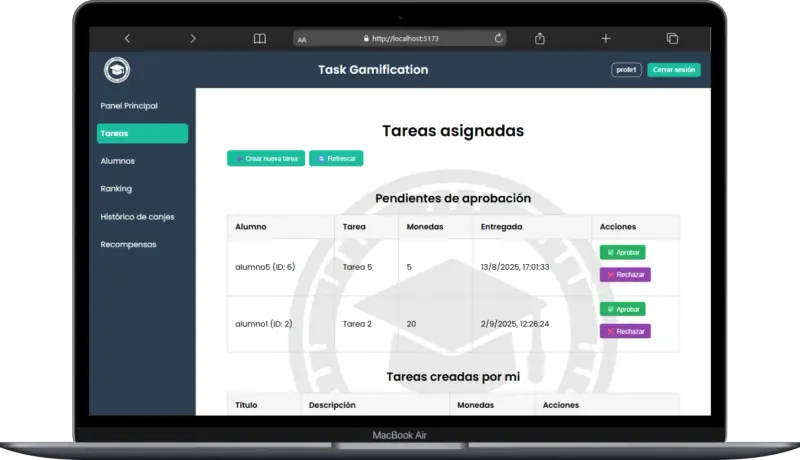 AA http://localhost:5173
Task Gamification
profe1 Cerrar sesión
Panel Principal
Tareas
Alumnos
Ranking
Histórico de canjes
Recompensas
Tareas asignadas
Crear nueva tarea Refrescar
Pendientes de aprobación
Alumno Tarea Monedas Entregada Acciones
alumno5 (ID: 6) Tarea 5 5 13/8/2025, 17:01:33 Aprobar
Rechazar
alumno1 (ID: 2) Tarea 2 20 2/9/2025, 12:26:24 Aprobar
Rechazar
Tareas creadas por mi
Título Descripción Monedas Acciones
MacBook Air